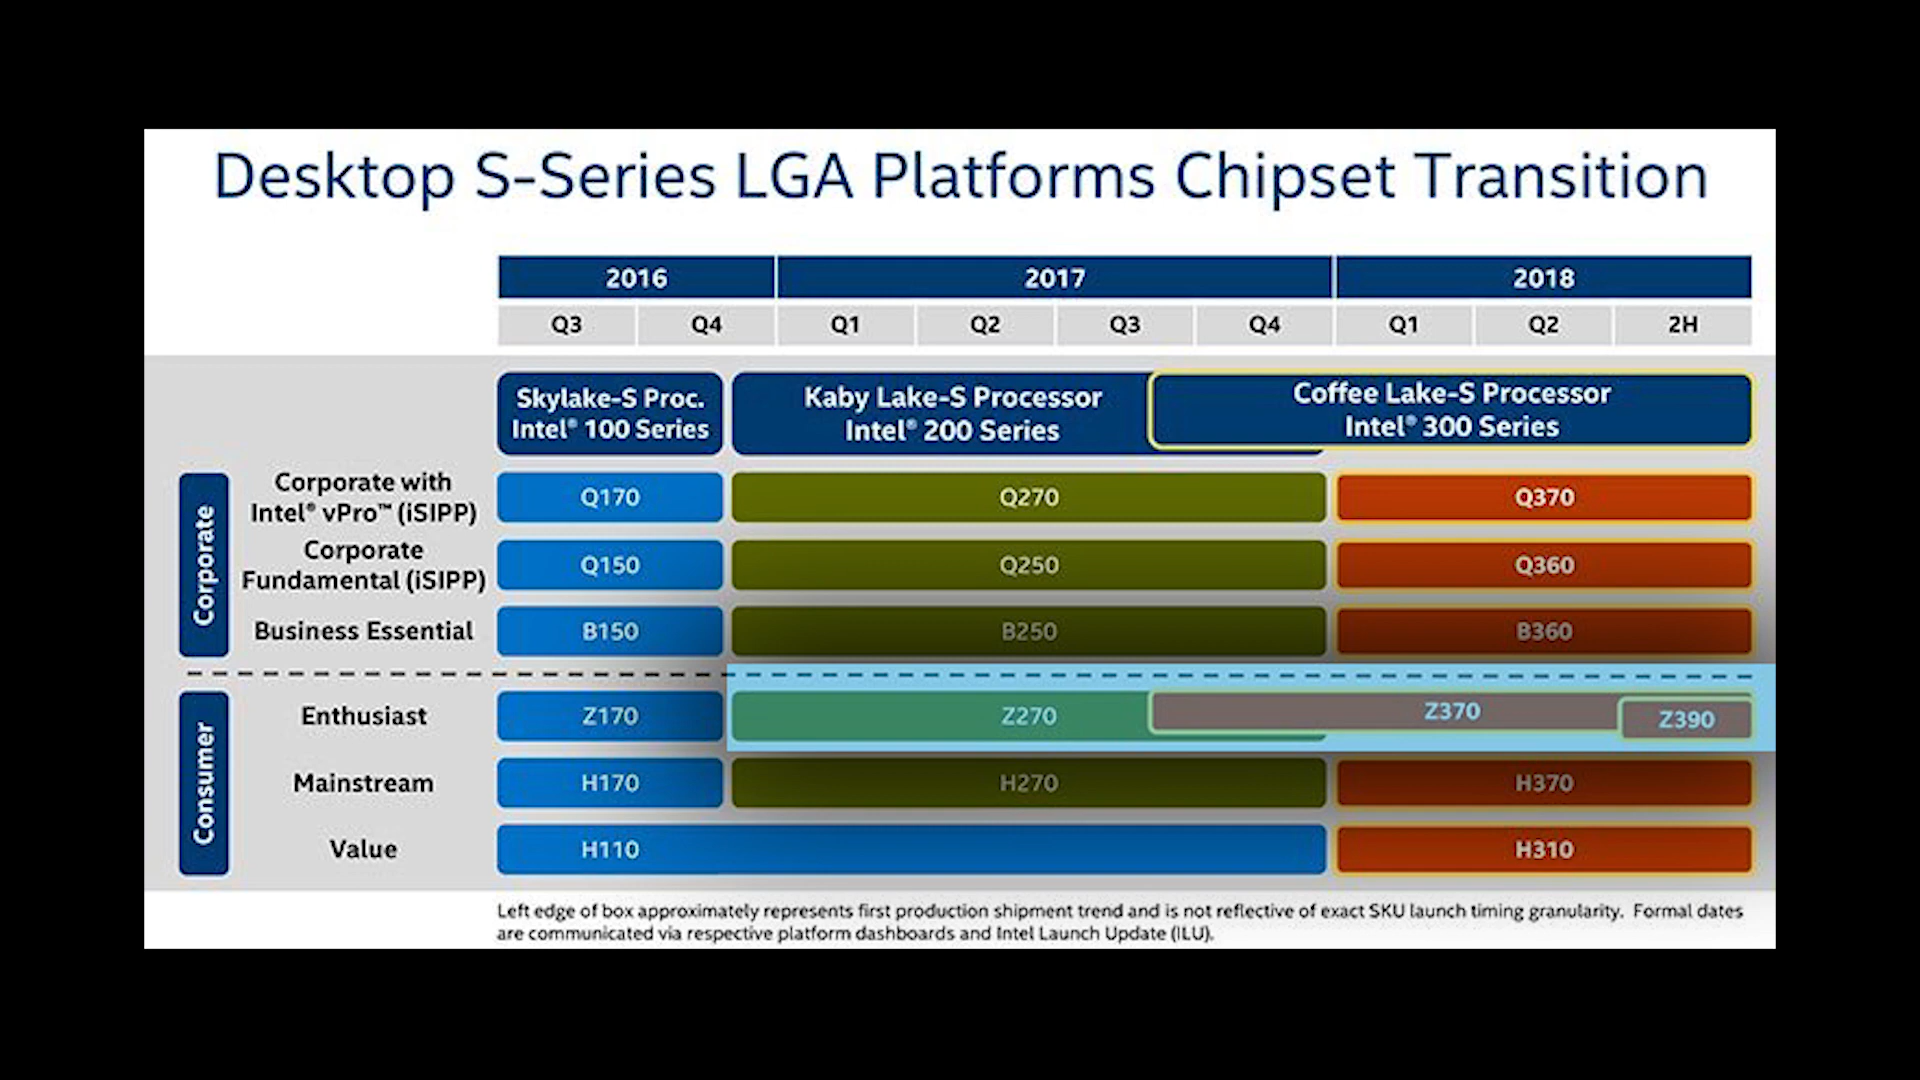 Desktop S-Series LGA Platforms Chipset Transition
2016 2017 2018
Q3 Q4 Q1 Q2 Q3 Q4 Q1 Q2 2H
Skylake-S Proc.
Intel® 100 Series
Kaby Lake-S Processor
Intel® 200 Series
Coffee Lake-S Processor
Intel® 300 Series
Corporate
Corporate with
Intel® vPro™ (iSIPP)
Q170 Q270 Q370
Corporate
Fundamental (iSIPP)
Q150 Q250 Q360
Business Essential B150 B250 B360
Consumer
Enthusiast Z170 Z270 Z370 Z390
Mainstream H170 H270 H370
Value H110 H310
Left edge of box approximately represents first production shipment trend and is not reflective of exact SKU launch timing granularity. Formal dates
are communicated via respective platform dashboards and Intel Launch Update (ILU).